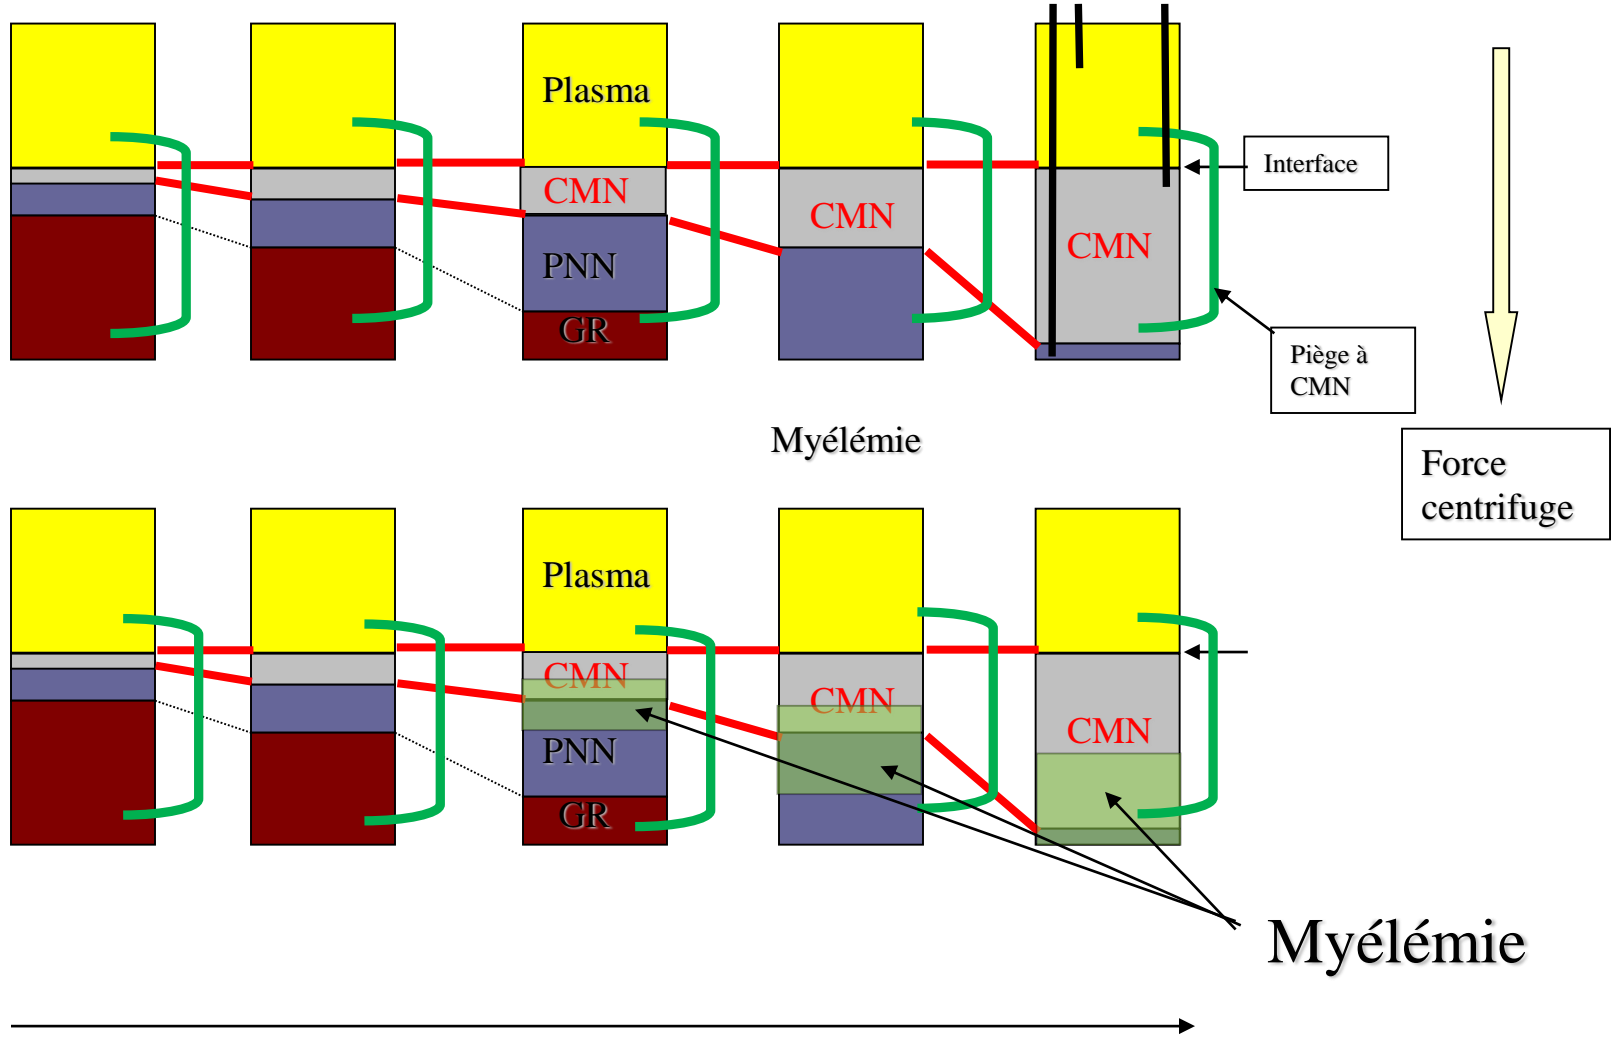 Plasma
Interface
CMN
CMN
CMN
PNN
GR
Piège à
CMN
Myélémie
Force
centrifuge
Plasma
CMN
CMN
CMN
PNN
GR
Myélémie